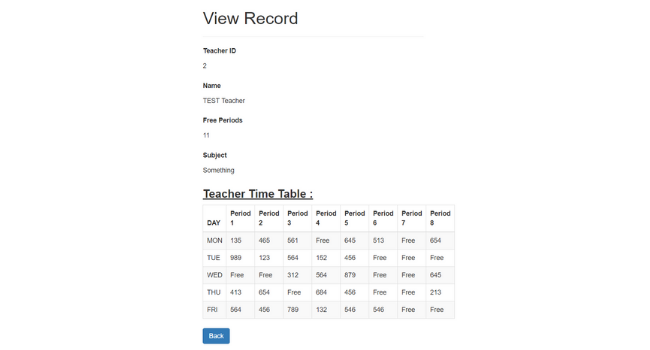 View Record
Teacher ID
2
Name
TEST Teacher
Free Periods
11
Subject
Something
Teacher Time Table :
DAY Period 1 Period 2 Period 3 Period 4 Period 5 Period 6 Period 7 Period 8
MON 135 465 561 Free 645 513 Free 654
TUE 989 123 564 152 456 Free Free Free
WED Free Free 312 564 879 Free Free 645
THU 413 654 Free 684 456 Free Free 213
FRI 564 456 789 132 546 546 Free Free
Back